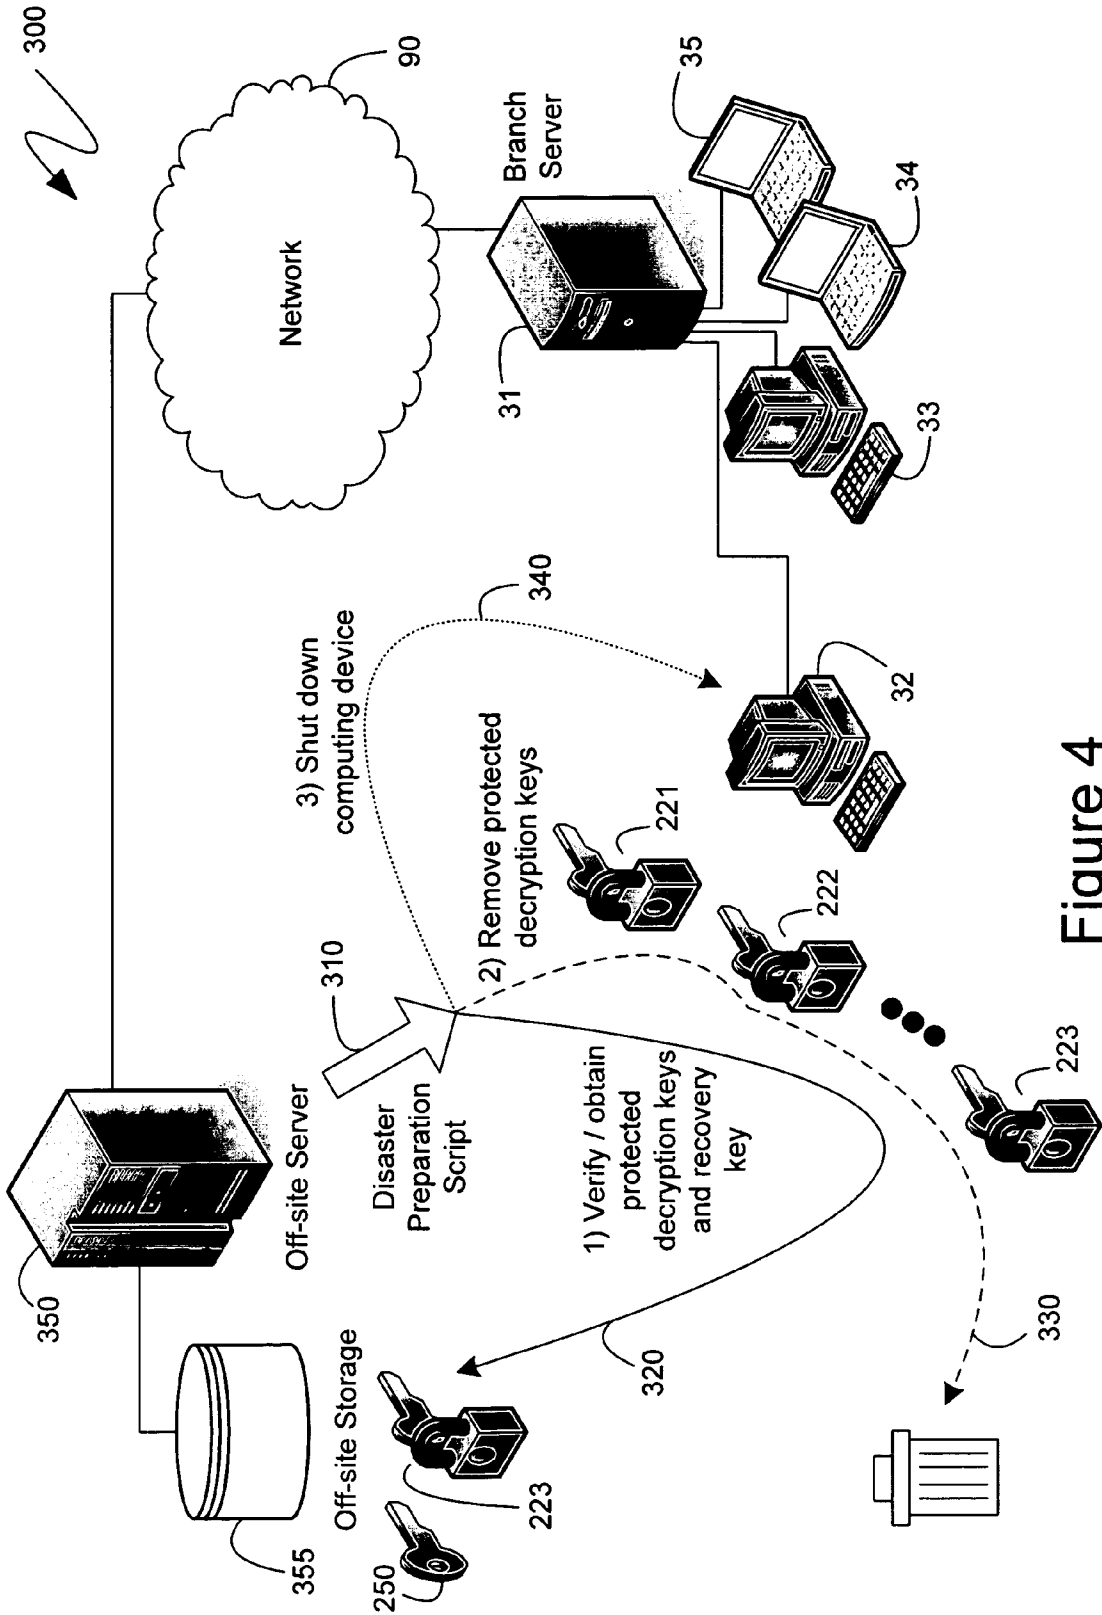 300
90
Network
Branch
Server
35
34
31
33
350
Off-site Server
355
Off-site Storage
250
223
310
Disaster
Preparation
Script
3) Shut down
computing device
340
2) Remove protected
decryption keys
221
222
223
32
1) Verify / obtain
protected
decryption keys
and recovery
key
320
330
Figure 4